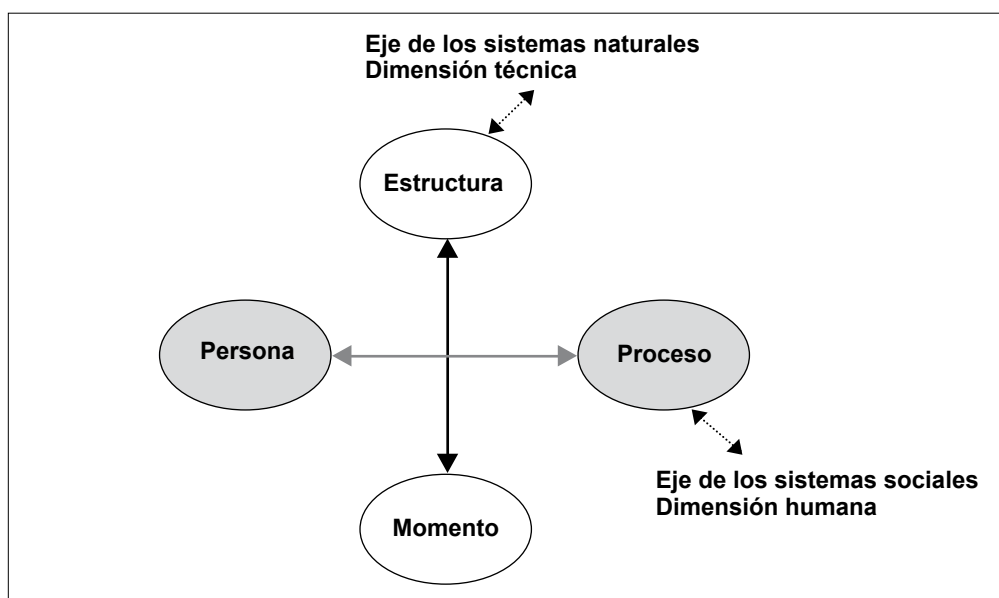 Eje de los sistemas naturales
Dimensión técnica
Estructura
Persona
Proceso
Eje de los sistemas sociales
Dimensión humana
Momento